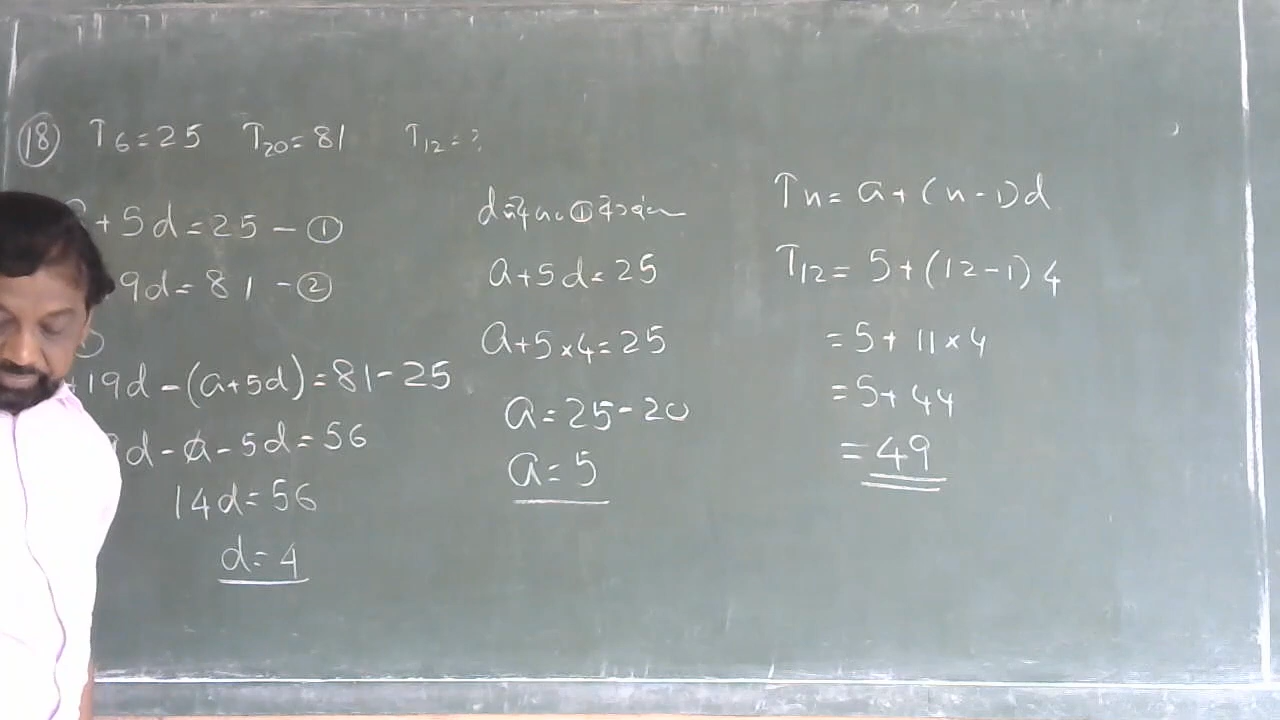 18 T₆=25 T₂₀=81 T₁₂=?
+5d=25 - ①
9d=81 - ②
+19d-(a+5d)=81-25
d-a-5d=56
14d=56
d=4
d ①
a+5d=25
a+5×4=25
a=25-20
a=5
Tn=a+(n-1)d
T₁₂=5+(12-1)4
=5+11×4
=5+44
=49